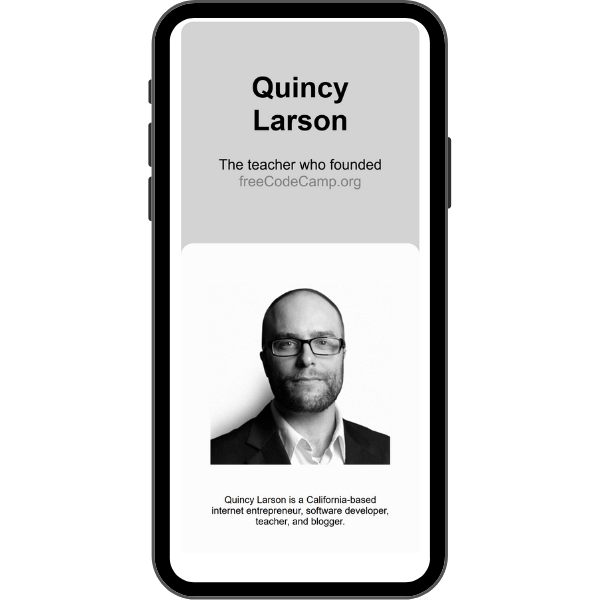 Quincy
Larson
The teacher who founded
freeCodeCamp.org
Quincy Larson is a California-based
internet entrepreneur, software developer,
teacher, and blogger.